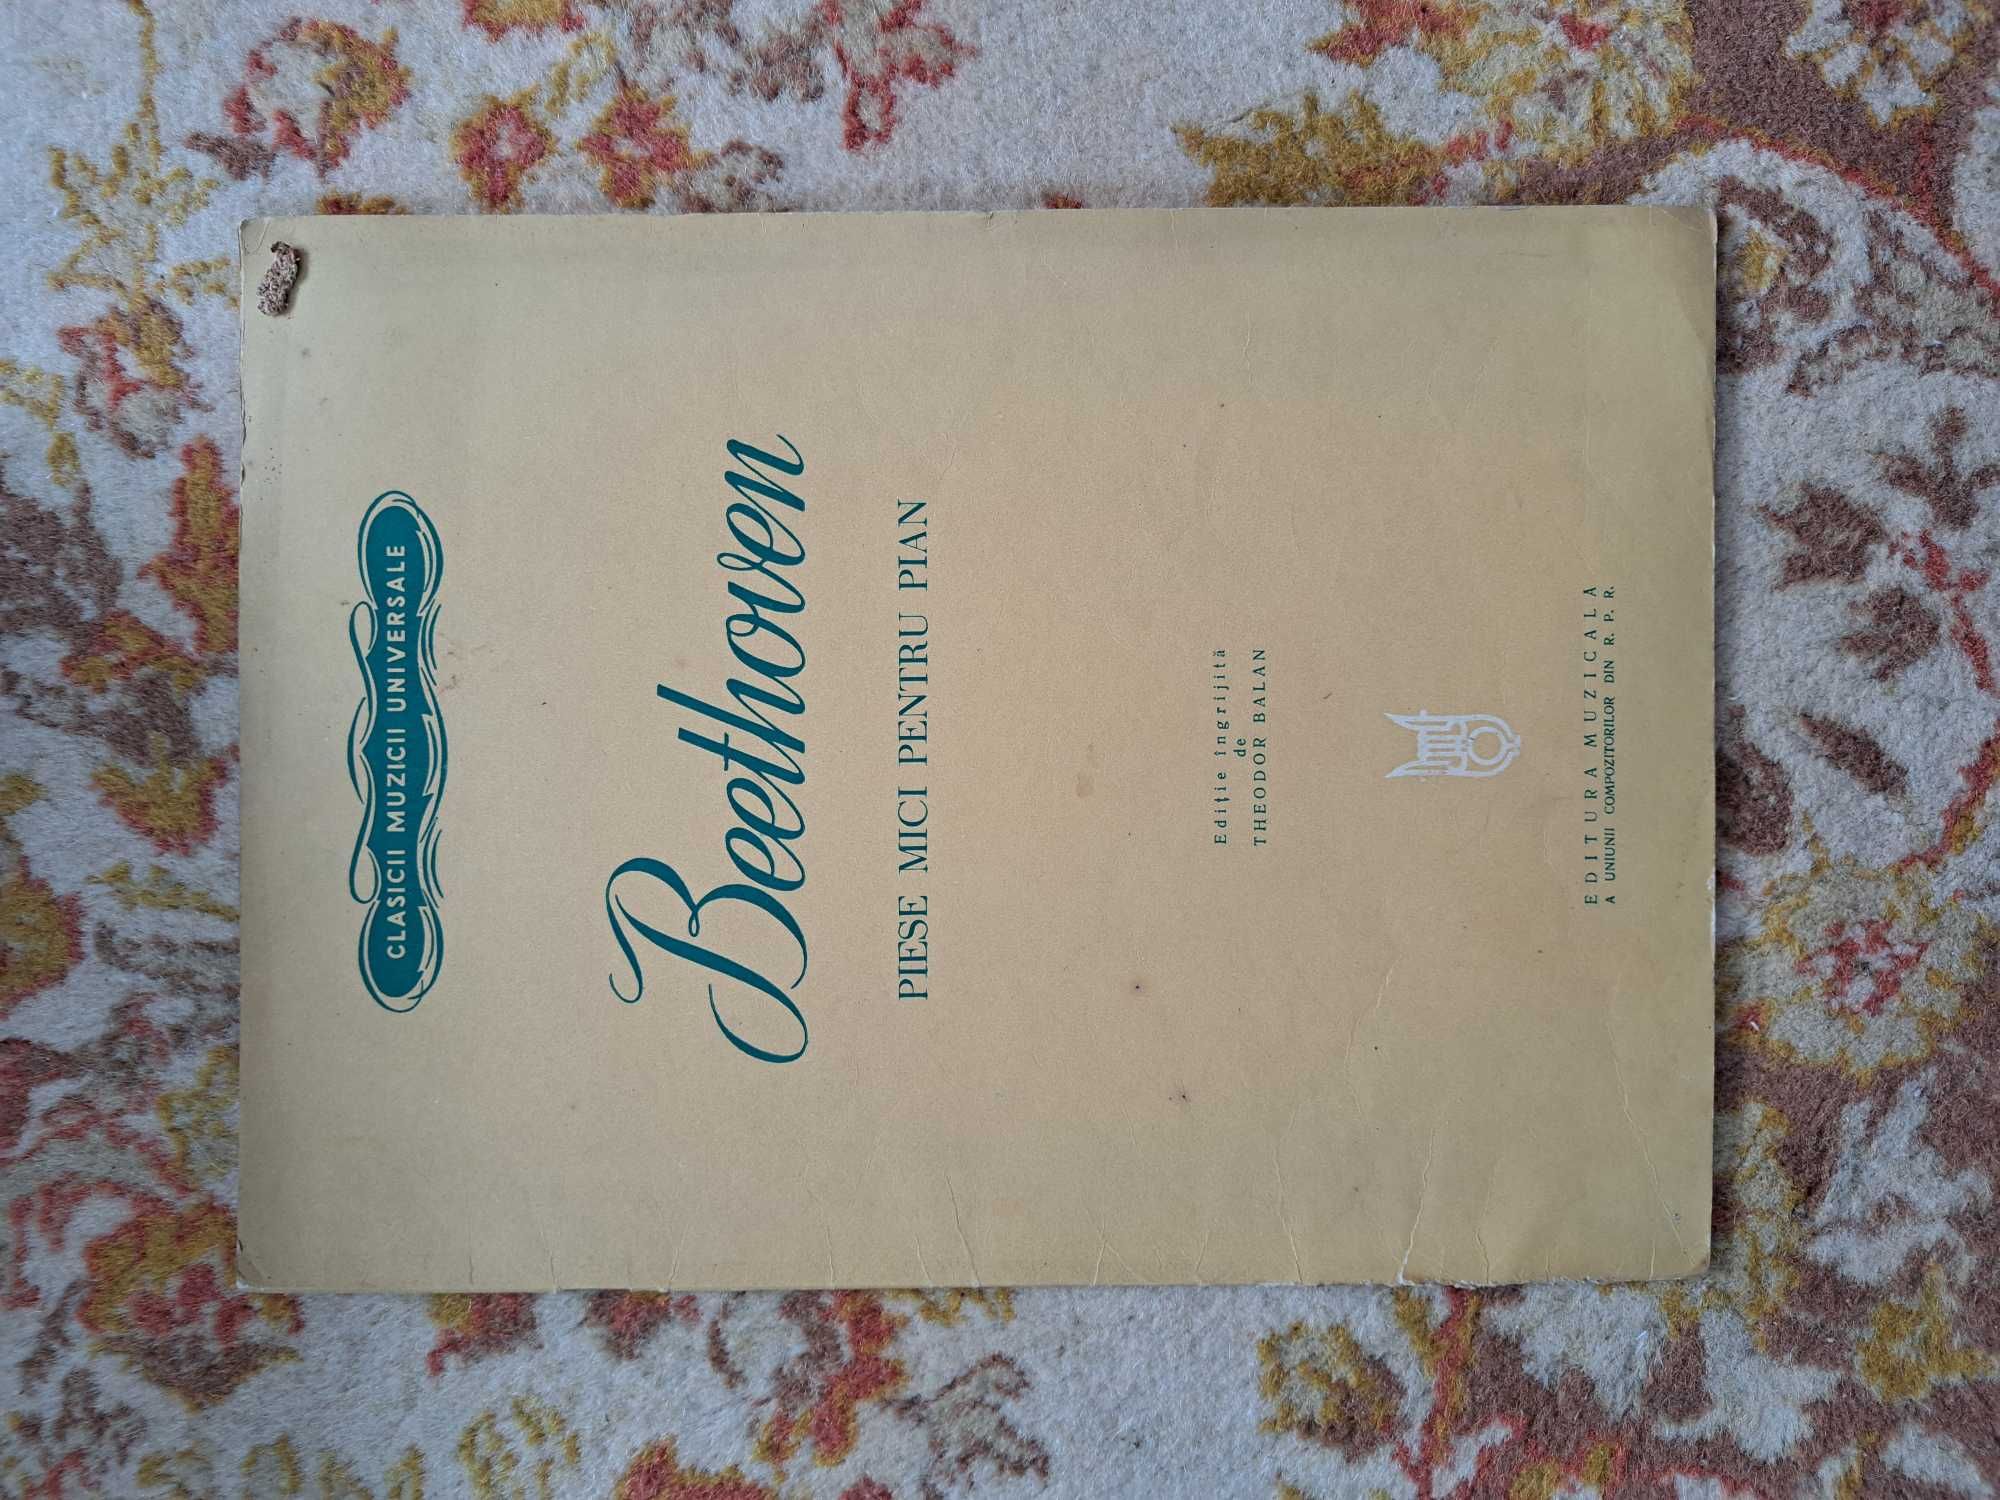 CLASICII MUZICII UNIVERSALE
Beethoven
PIESE MICI PENTRU PIAN
Ediție îngrijită
de
THEODOR BALAN
EDITURA MUZICALĂ
A UNIUNII COMPOZITORILOR DIN R. P. R.